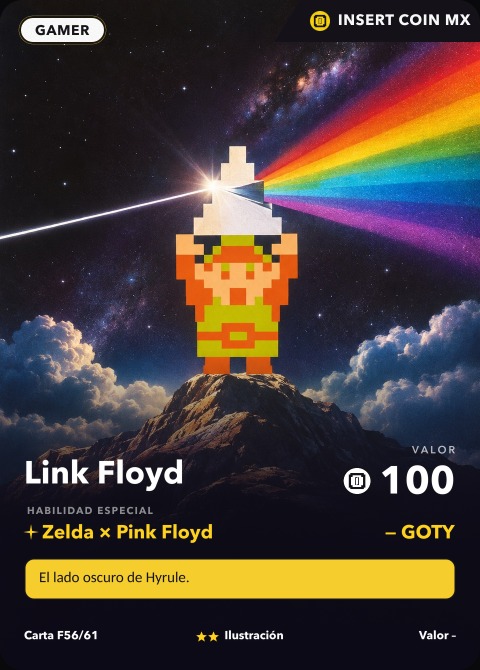 GAMER
INSERT COIN MX
VALOR
Link Floyd
100
HABILIDAD ESPECIAL
Zelda × Pink Floyd
– GOTY
El lado oscuro de Hyrule.
Carta F56/61
Ilustración
Valor –